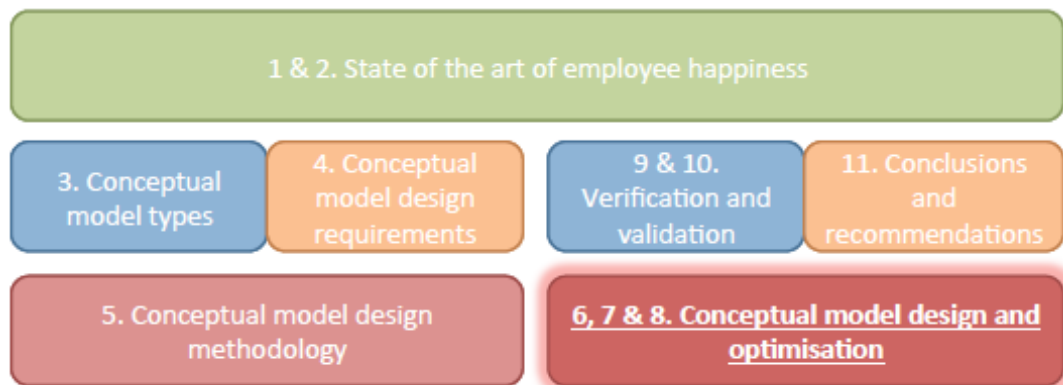 1 & 2. State of the art of employee happiness
3. Conceptual
model types
4. Conceptual
model design
requirements
9 & 10.
Verification and
validation
11. Conclusions
and
recommendations
5. Conceptual model design
methodology
6, 7 & 8. Conceptual model design and
optimisation